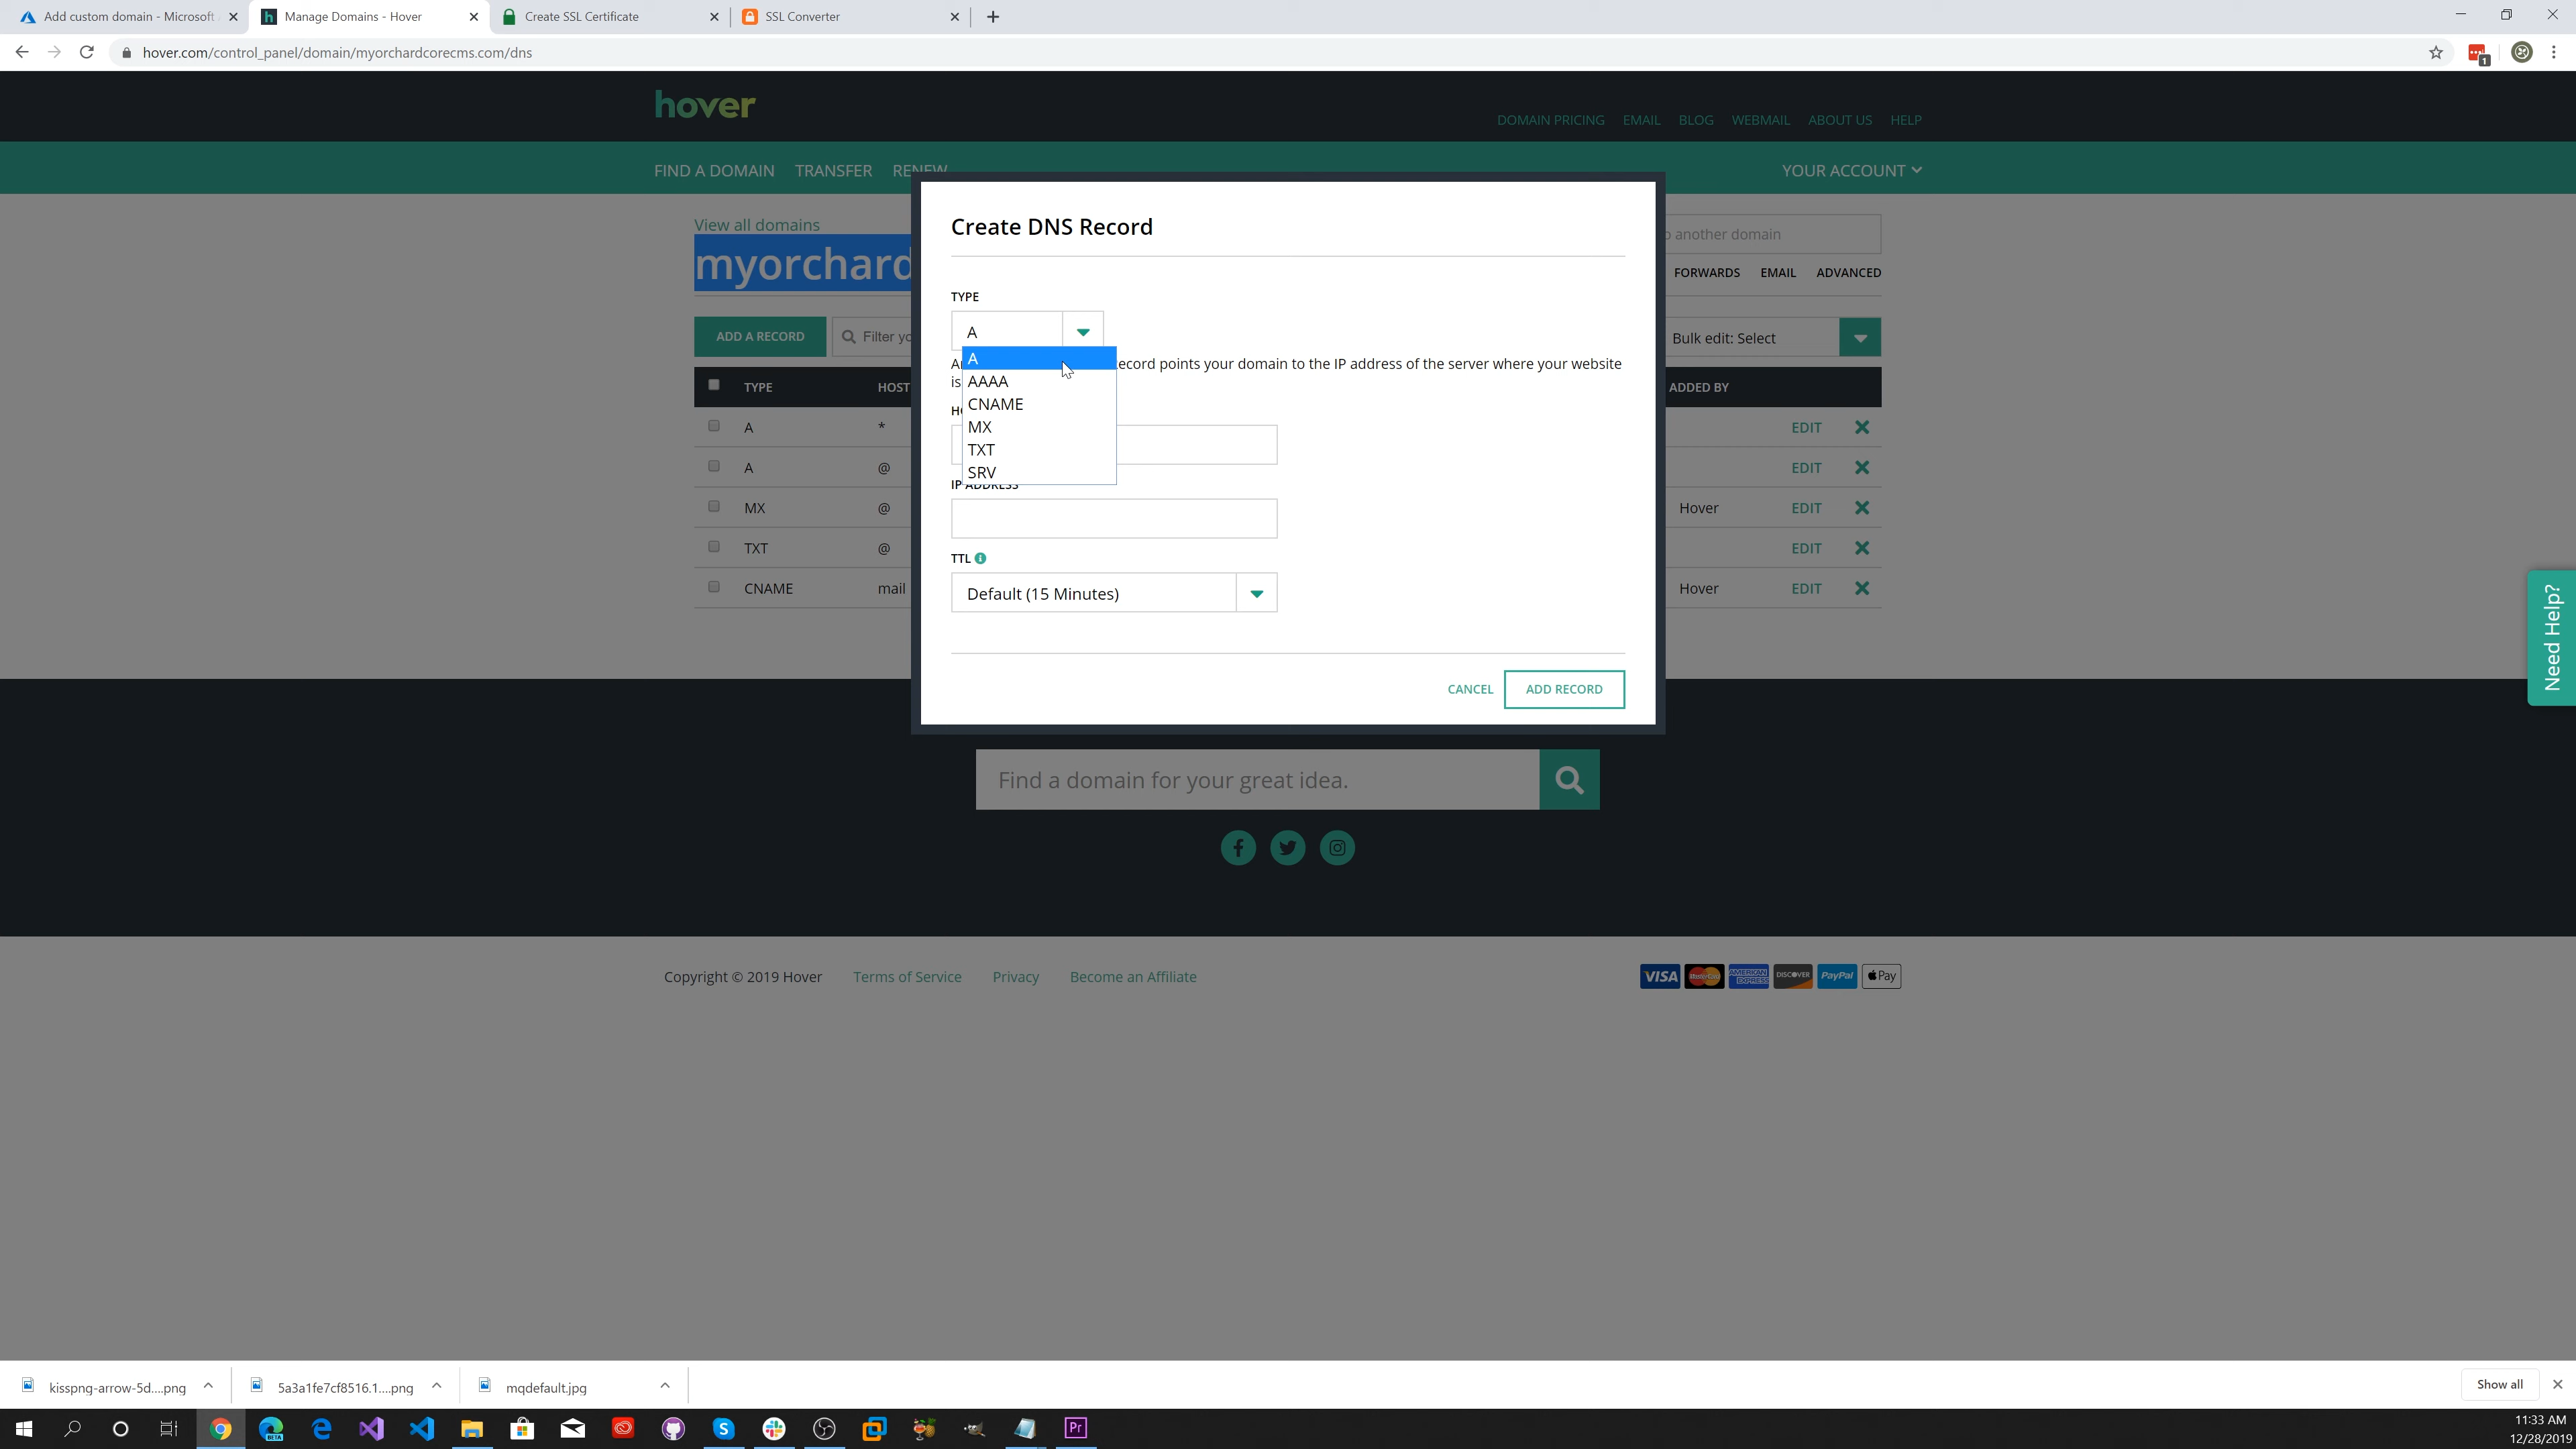 Add custom domain - Microsoft
Manage Domains - Hover
Create SSL Certificate
SSL Converter
hover.com/control_panel/domain/myorchardcorecms.com/dns
1
hover
DOMAIN PRICING EMAIL BLOG WEBMAIL ABOUT US HELP
FIND A DOMAIN TRANSFER RENEW
YOUR ACCOUNT
View all domains
myorchard
another domain
FORWARDS EMAIL ADVANCED
ADD A RECORD
Filter yo
Bulk edit: Select
TYPE HOST ADDED BY
A * EDIT
A @ EDIT
MX @ Hover EDIT
TXT @ EDIT
CNAME mail Hover EDIT
Create DNS Record
TYPE
A
A
AAAA
CNAME
MX
TXT
SRV
ecord points your domain to the IP address of the server where your website
is
IP ADDRESS
TTL
Default (15 Minutes)
CANCEL
ADD RECORD
Need Help?
Find a domain for your great idea.
Copyright © 2019 Hover Terms of Service Privacy Become an Affiliate
VISA MasterCard AMERICAN EXPRESS DISCOVER PayPal Pay
kisspng-arrow-5d....png
5a3a1fe7cf8516.1....png
mqdefault.jpg
Show all
BETA
Pr
11:33 AM
12/28/2019